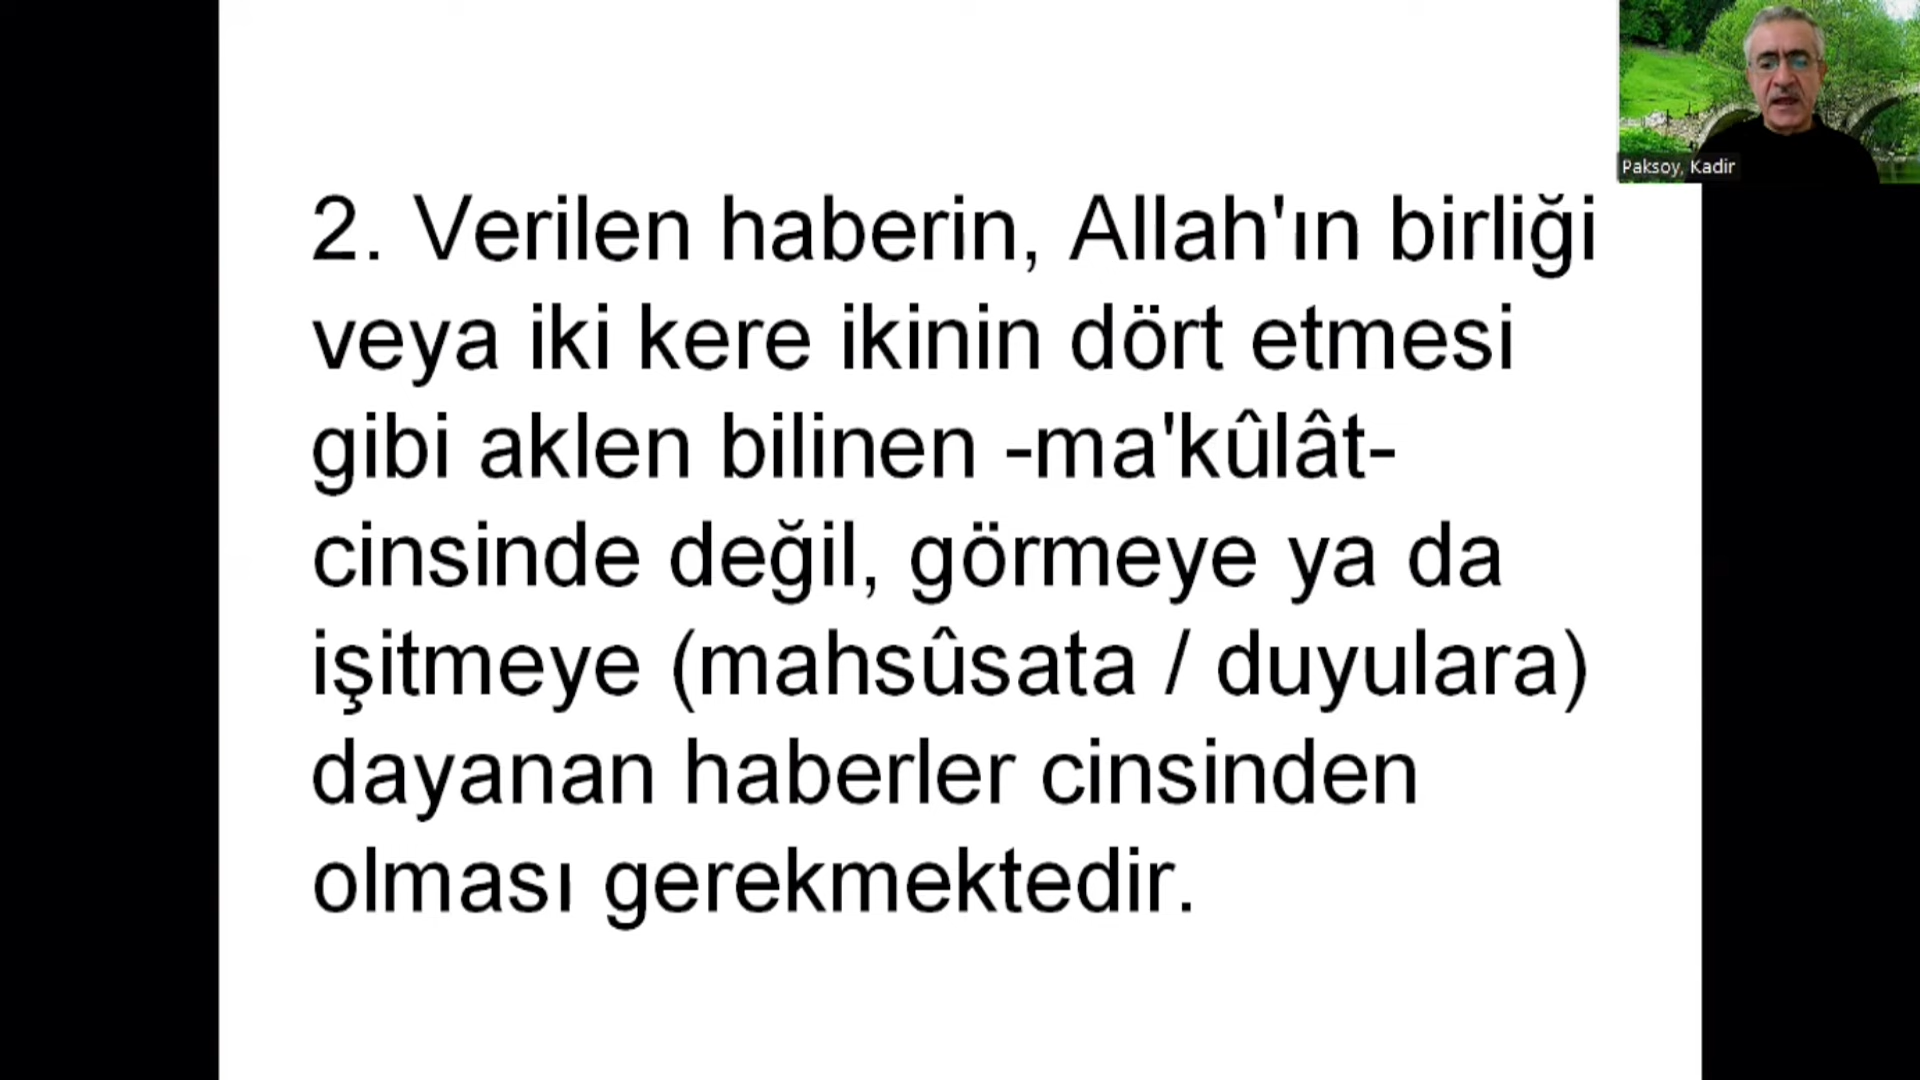 Paksoy, Kadir
2. Verilen haberin, Allah'ın birliği
veya iki kere ikinin dört etmesi
gibi aklen bilinen -ma'kûlât-
cinsinde değil, görmeye ya da
işitmeye (mahsûsata / duyulara)
dayanan haberler cinsinden
olması gerekmektedir.